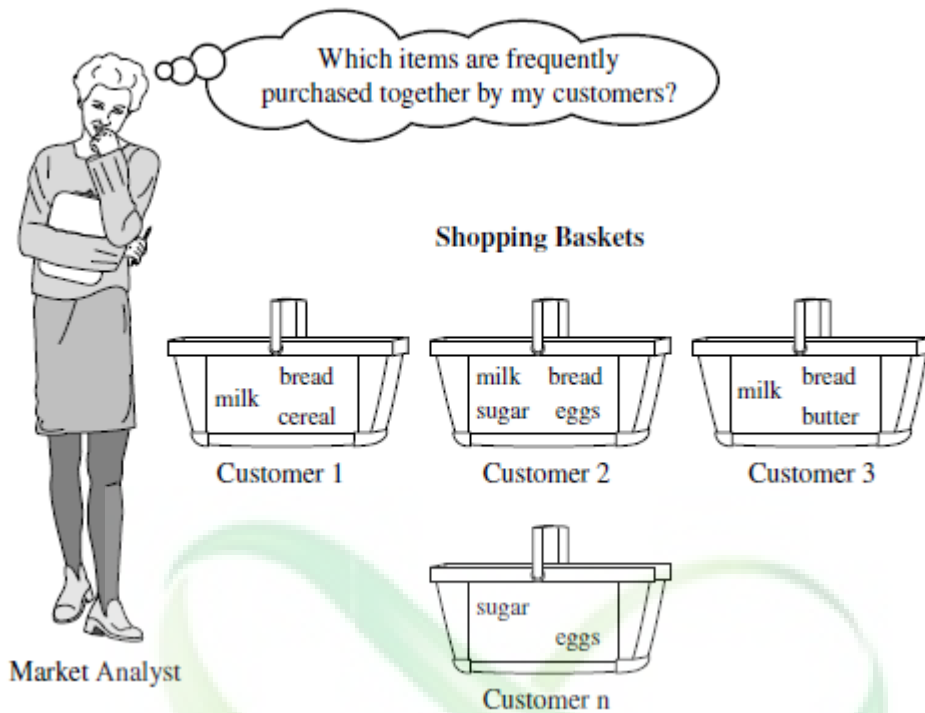 Which items are frequently
purchased together by my customers?
Shopping Baskets
milk
bread
cereal
Customer 1
milk bread
sugar eggs
Customer 2
milk
bread
butter
Customer 3
sugar
eggs
Customer n
Market Analyst